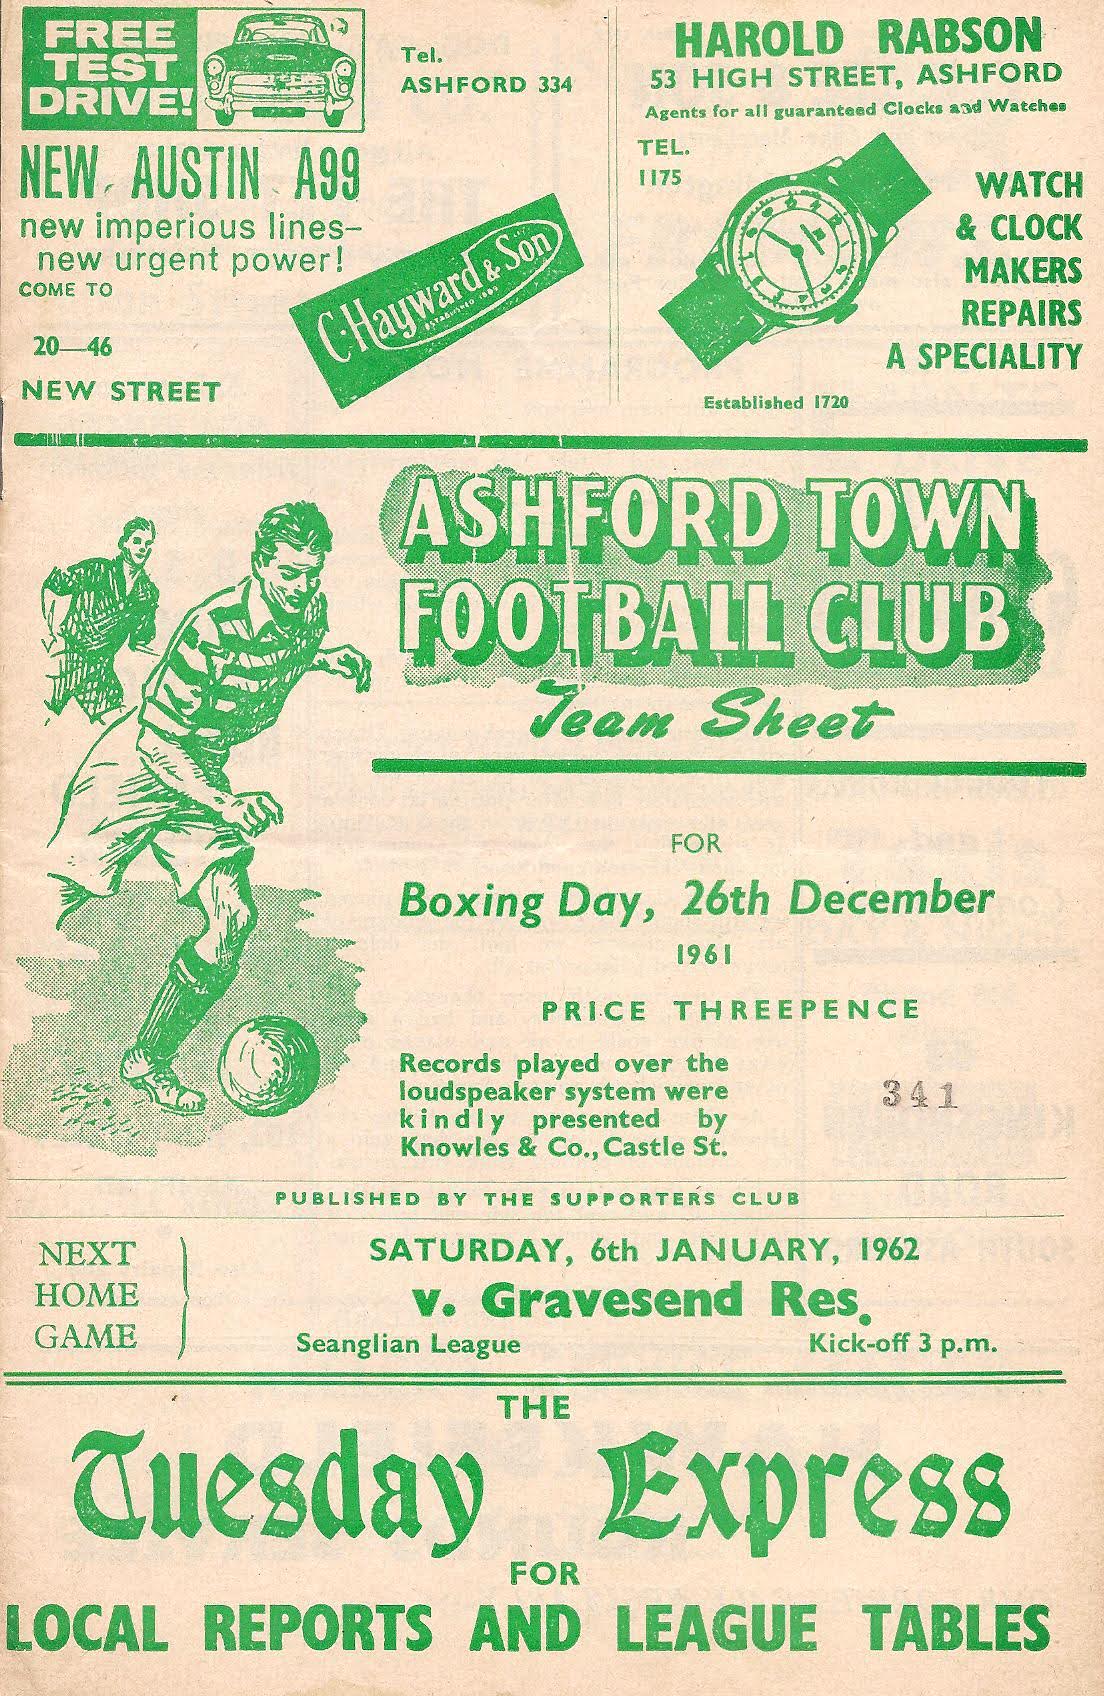 FREE
TEST
DRIVE!
Tel.
ASHFORD 334
NEW AUSTIN A99
new imperious lines—
new urgent power!
COME TO
20—46
NEW STREET
C. Hayward & Son
HAROLD RABSON
53 HIGH STREET, ASHFORD
Agents for all guaranteed Clocks and Watches
TEL.
1175
WATCH
& CLOCK
MAKERS
REPAIRS
A SPECIALITY
Established 1720
ASHFORD TOWN
FOOTBALL CLUB
Team Sheet
FOR
Boxing Day, 26th December
1961
PRICE THREEPENCE
Records played over the
loudspeaker system were
kindly presented by
Knowles & Co., Castle St.
341
PUBLISHED BY THE SUPPORTERS CLUB
NEXT
HOME
GAME
SATURDAY, 6th JANUARY, 1962
v. Gravesend Res.
Seanglian League
Kick-off 3 p.m.
THE
Tuesday Express
FOR
LOCAL REPORTS AND LEAGUE TABLES